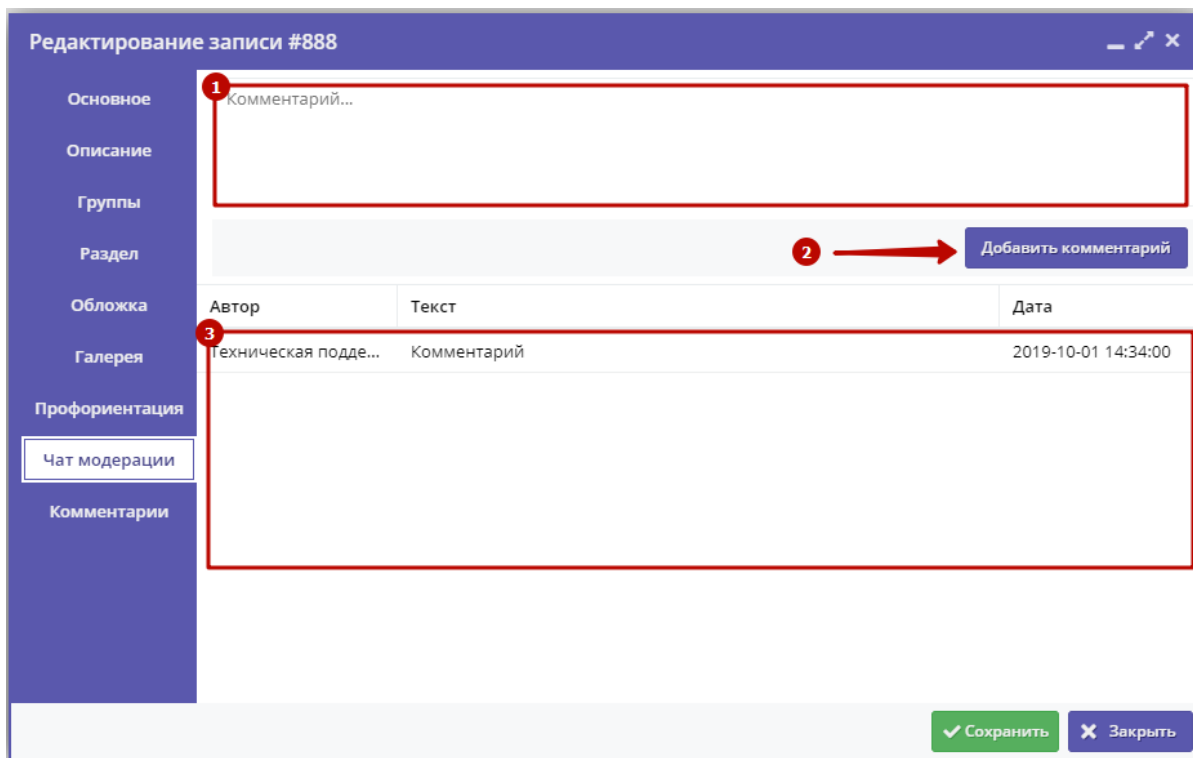 Редактирование записи #888
Основное
Описание
Группы
Раздел
Обложка
Галерея
Профориентация
Чат модерации
Комментарии
1
Комментарий...
2
Добавить комментарий
Автор Текст Дата
3
Техническая подде... Комментарий 2019-10-01 14:34:00
Сохранить Закрыть